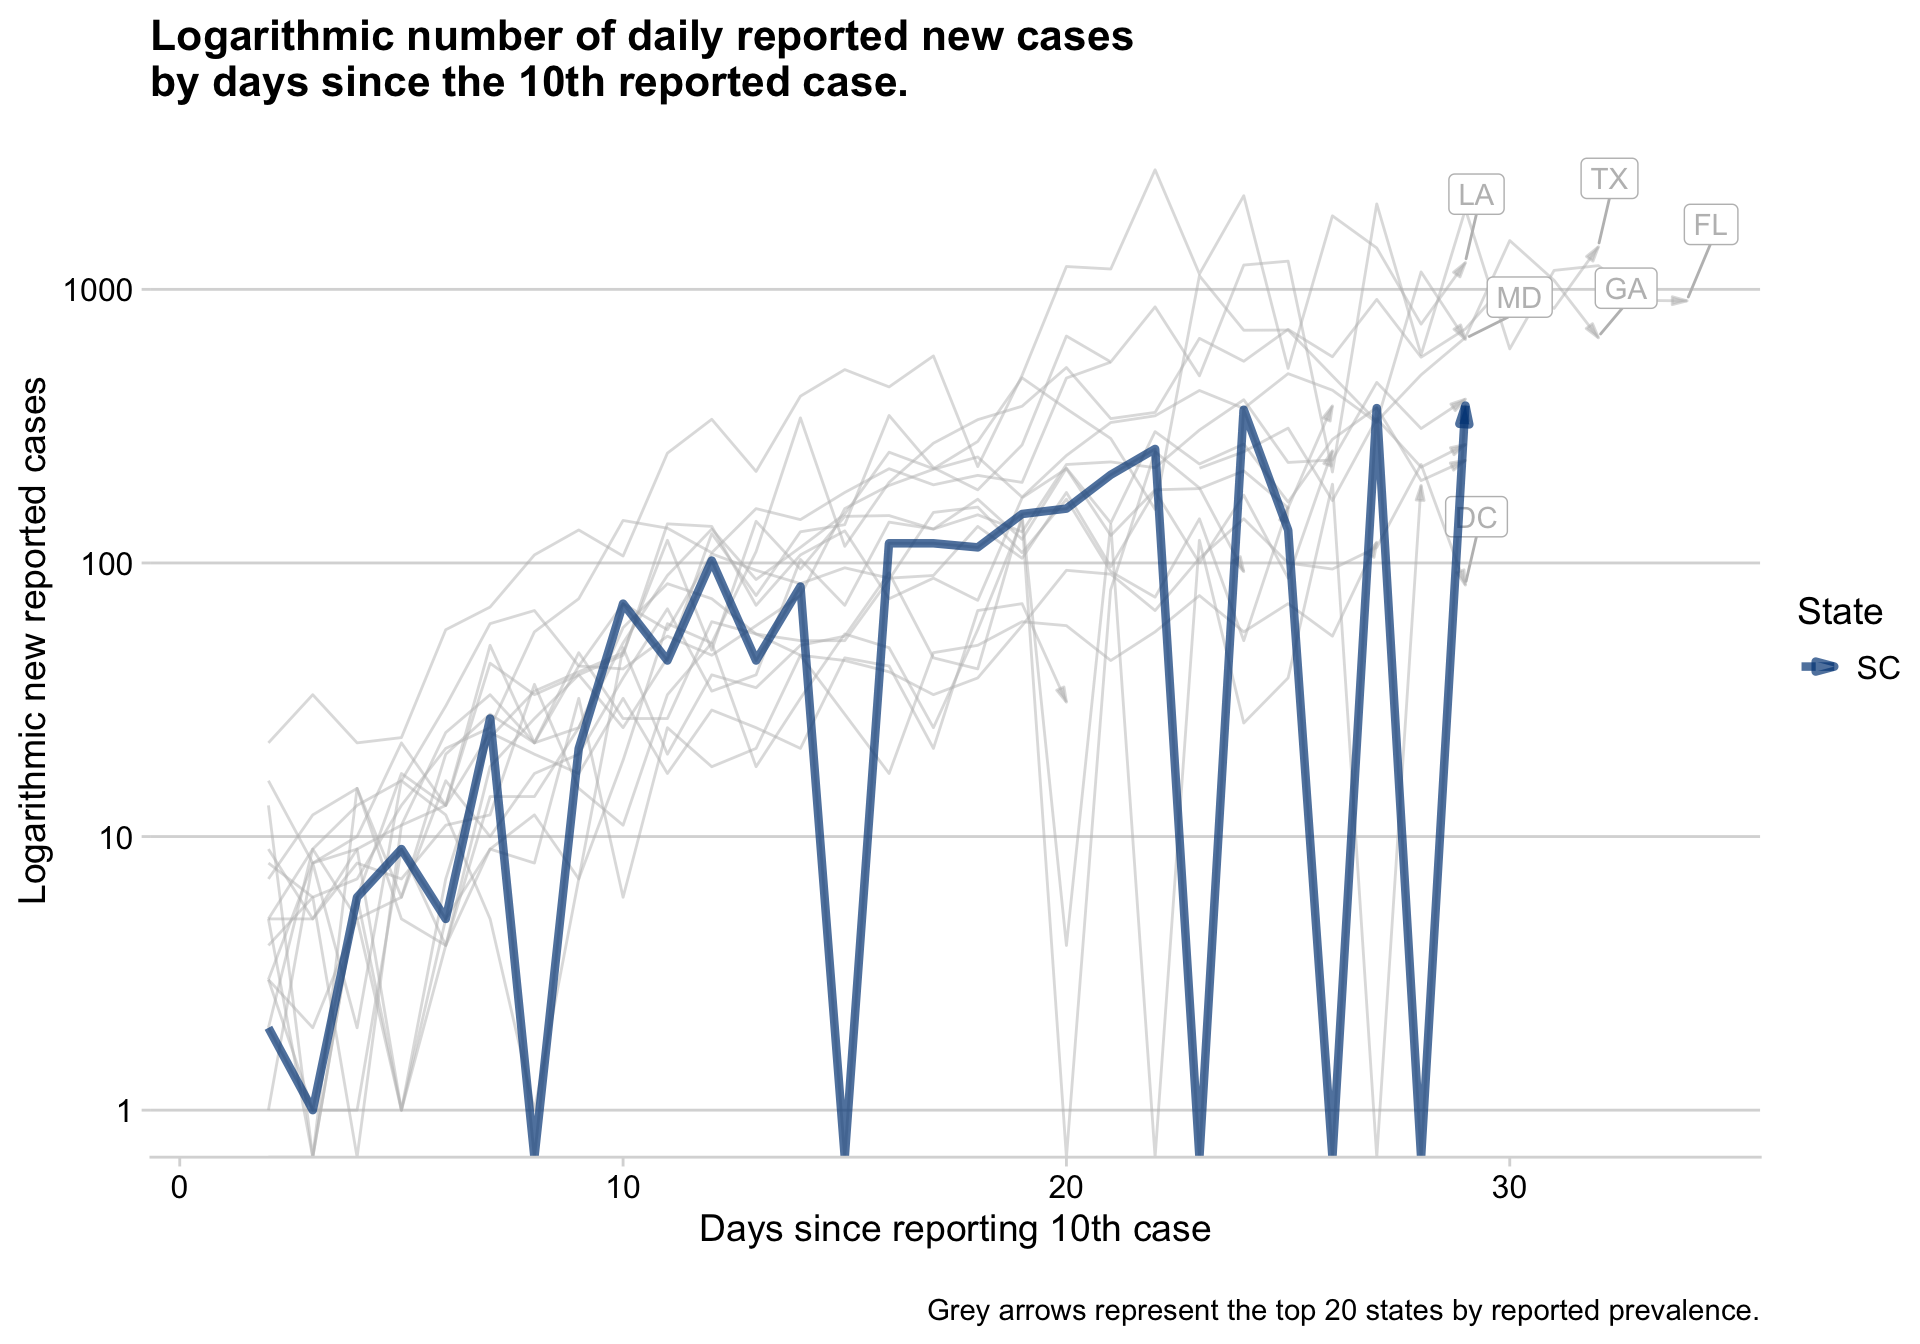 Logarithmic number of daily reported new cases
by days since the 10th reported case.
LA
TX
FL
MD
GA
DC
1000
100
10
1
Logarithmic new reported cases
0
10
20
30
Days since reporting 10th case
State
SC
Grey arrows represent the top 20 states by reported prevalence.